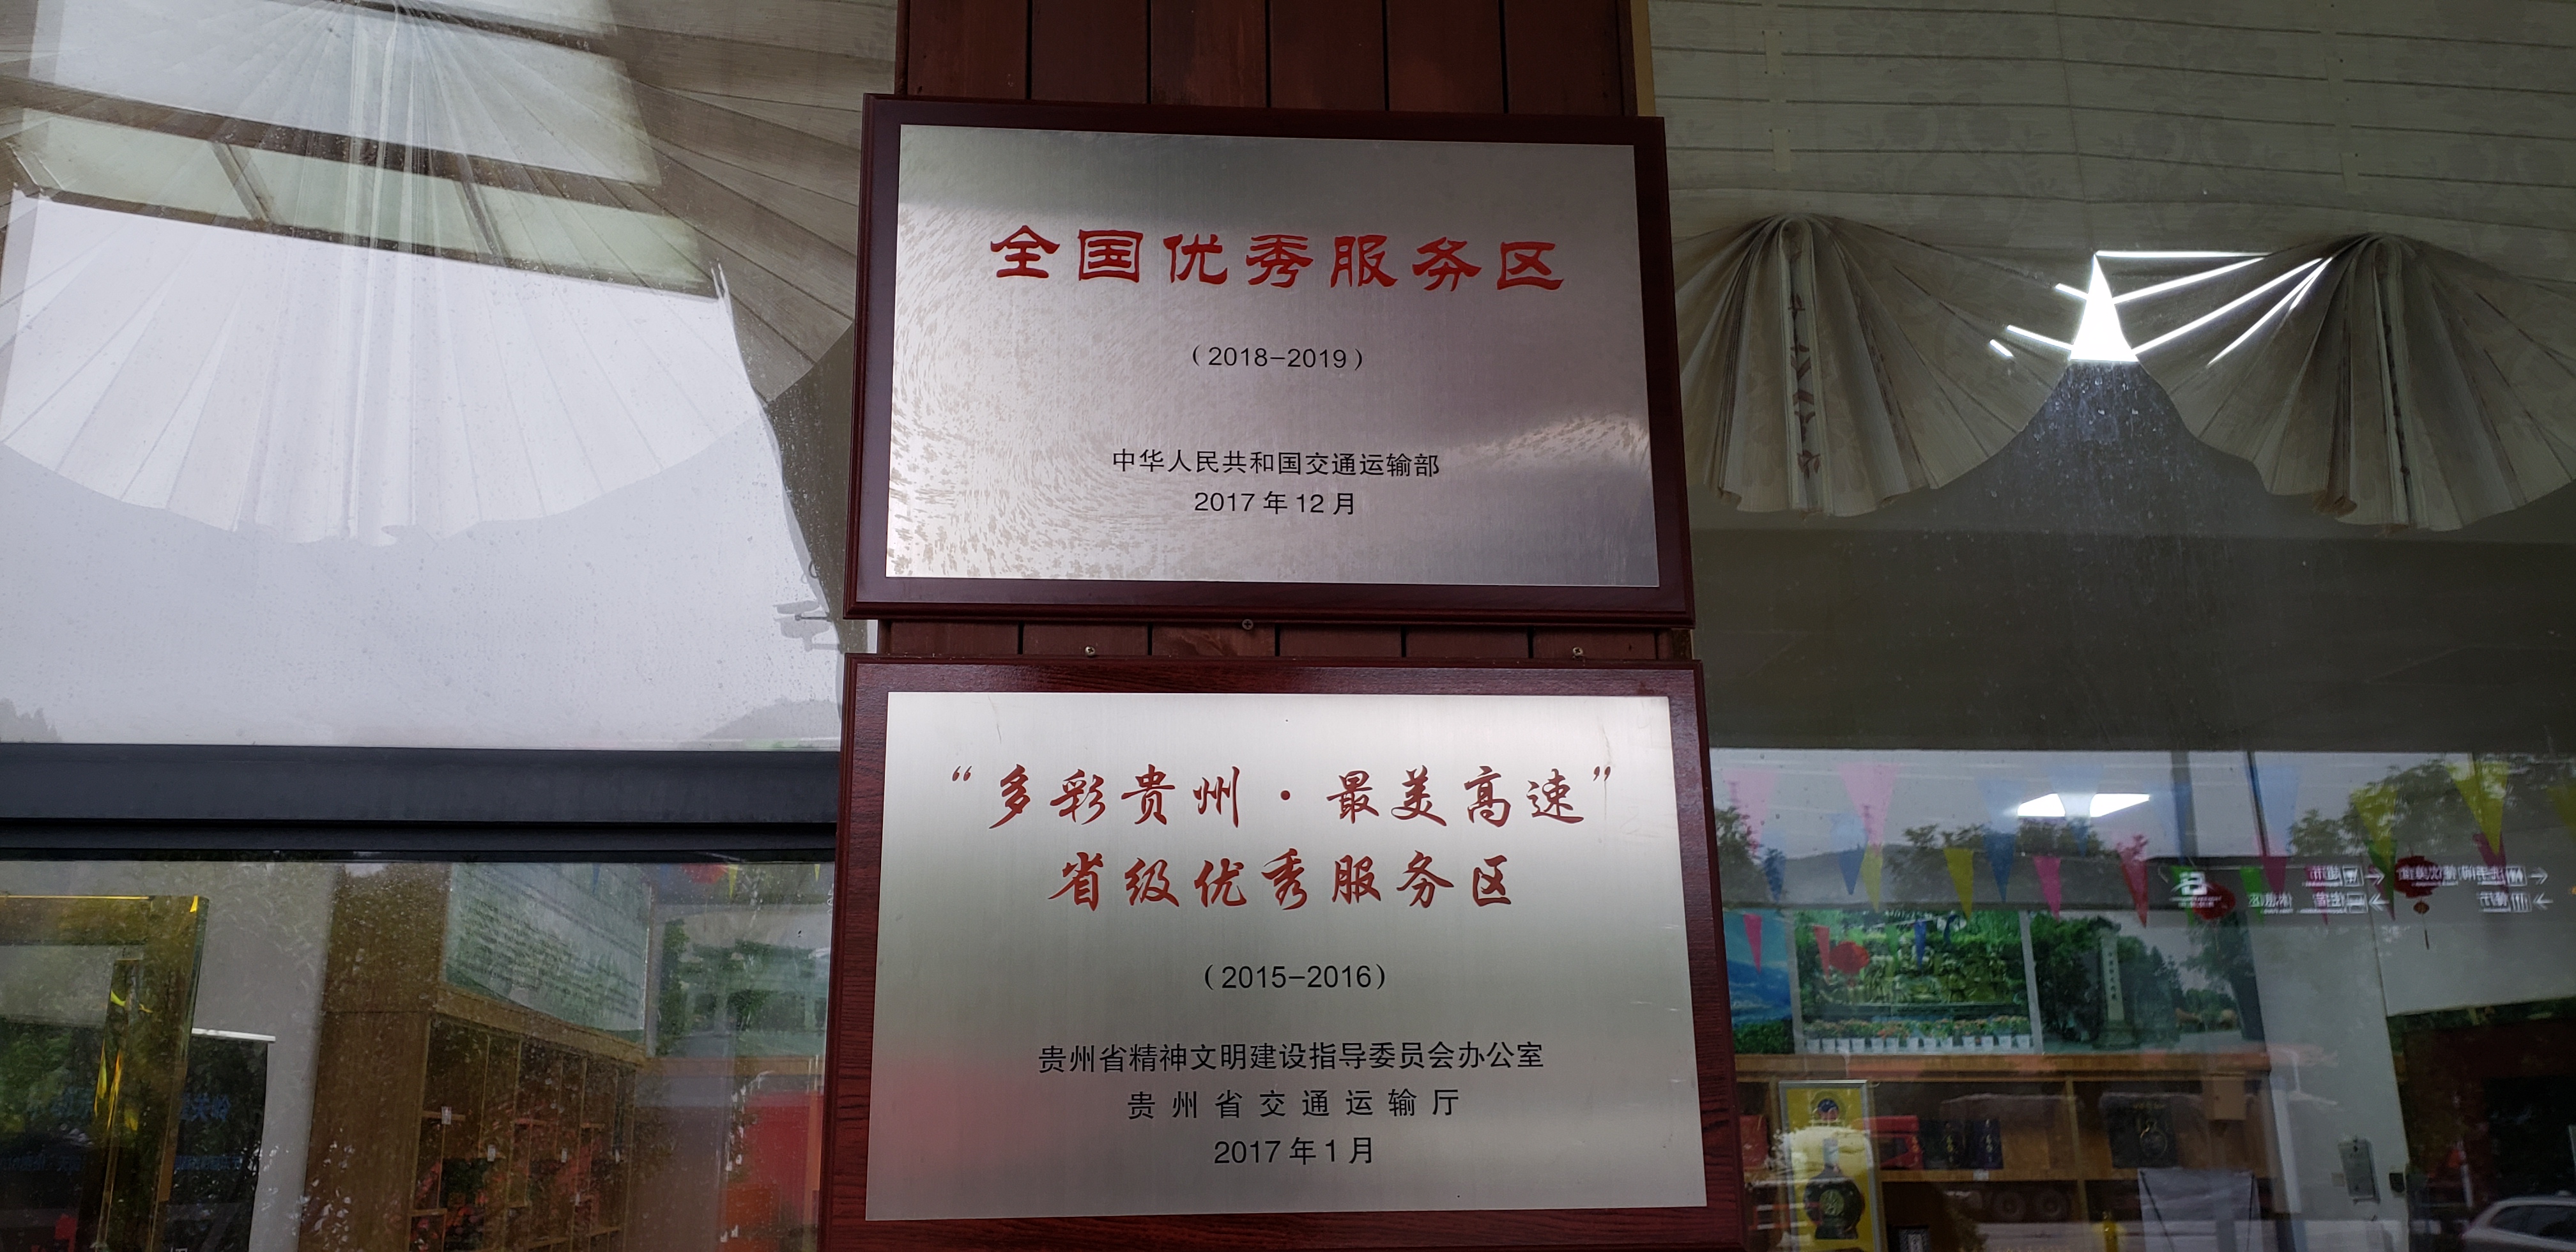 全国优秀服务区
（2018-2019）
中华人民共和国交通运输部
2017年12月
“多彩贵州·最美高速”
省级优秀服务区
（2015-2016）
贵州省精神文明建设指导委员会办公室
贵州省交通运输厅
2017年1月